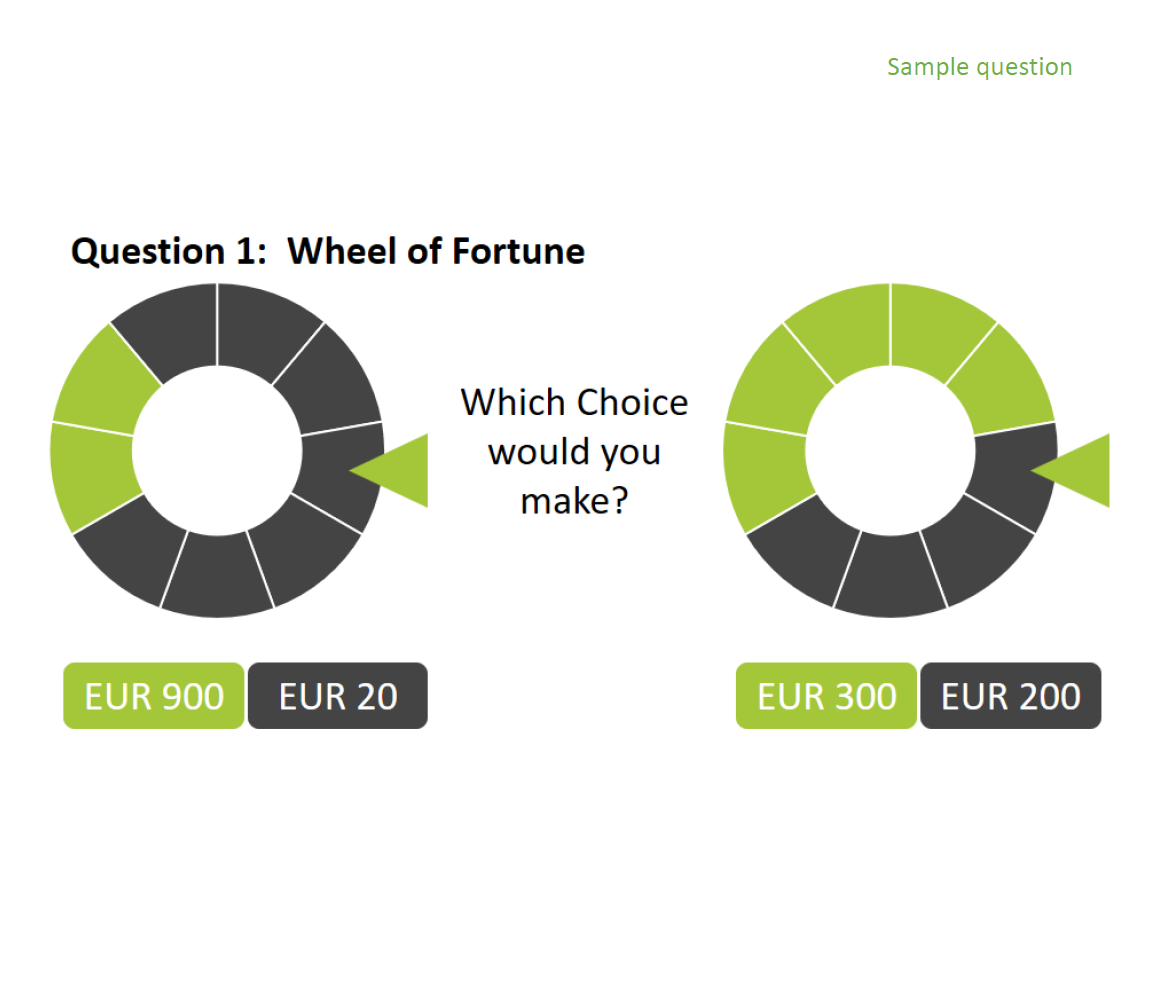 Sample question
Question 1:  Wheel of Fortune
Which Choice
would you
make?
EUR 900
EUR 20
EUR 300
EUR 200